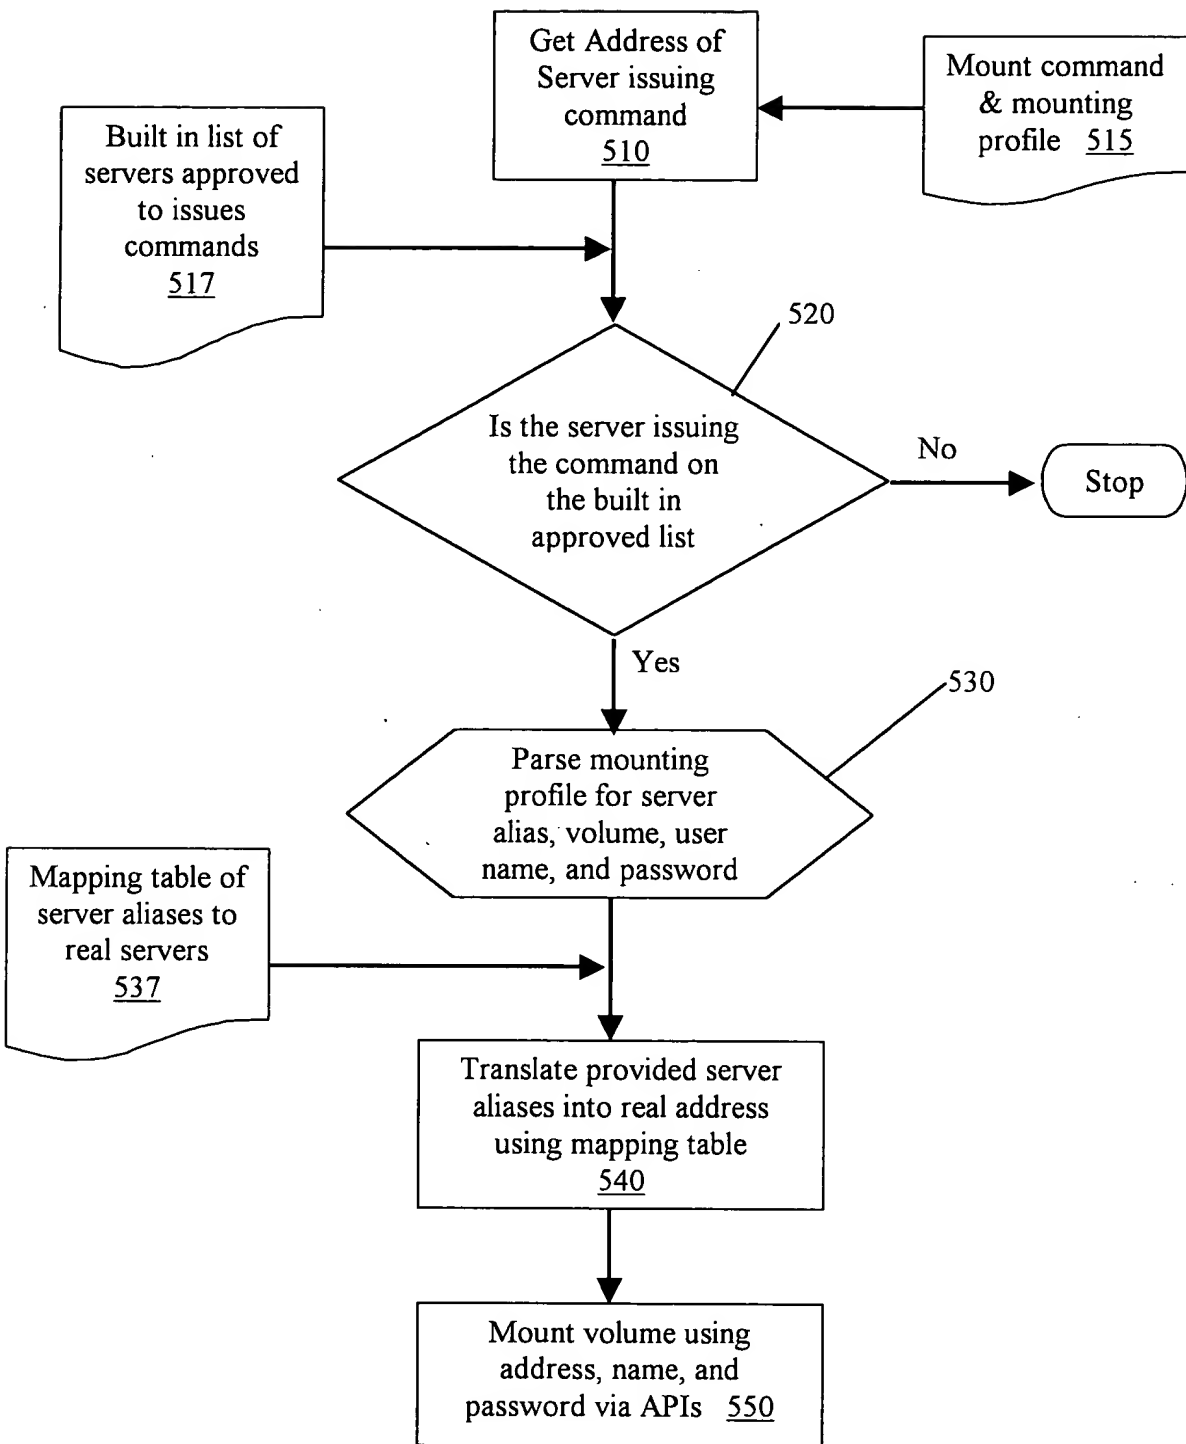 Get Address of
Server issuing
command
510
Mount command
& mounting
profile 515
Built in list of
servers approved
to issues
commands
517
520
Is the server issuing
the command on
the built in
approved list
No
Stop
Yes
530
Parse mounting
profile for server
alias, volume, user
name, and password
Mapping table of
server aliases to
real servers
537
Translate provided server
aliases into real address
using mapping table
540
Mount volume using
address, name, and
password via APIs 550